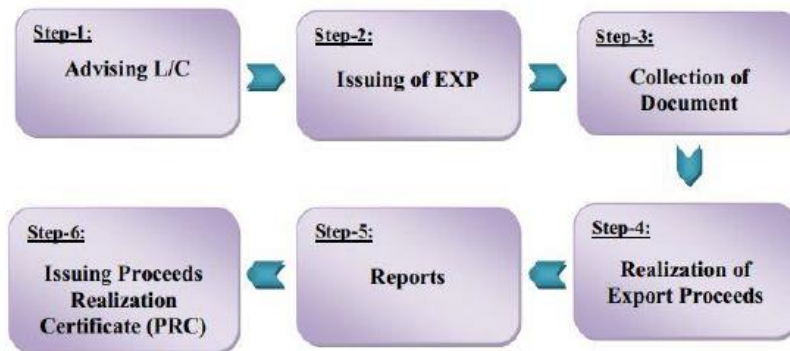 Step-1:
Advising L/C
Step-2:
Issuing of EXP
Step-3:
Collection of
Document
Step-4:
Realization of
Export Proceeds
Step-5:
Reports
Step-6:
Issuing Proceeds
Realization
Certificate (PRC)